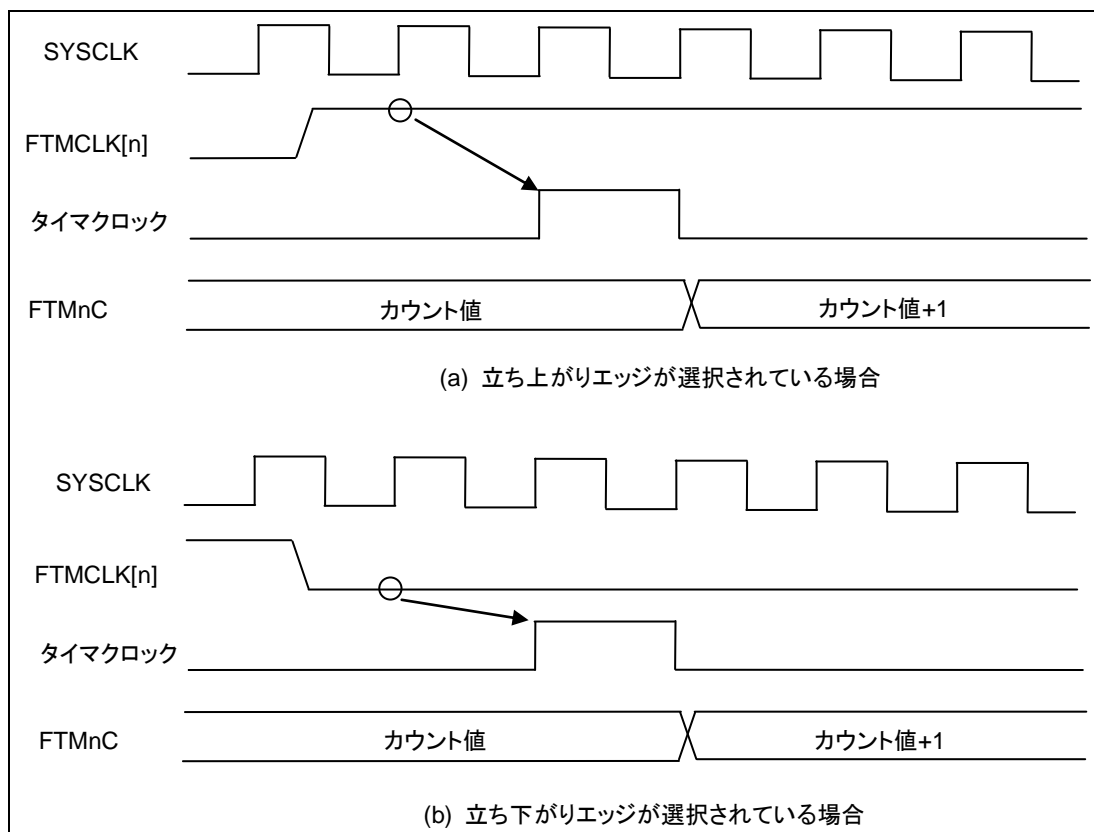 SYSCLK
FTMCLK[n]
タイマクロック
FTMnC
カウント値
カウント値+1
(a) 立ち上がりエッジが選択されている場合
SYSCLK
FTMCLK[n]
タイマクロック
FTMnC
カウント値
カウント値+1
(b) 立ち下がりエッジが選択されている場合